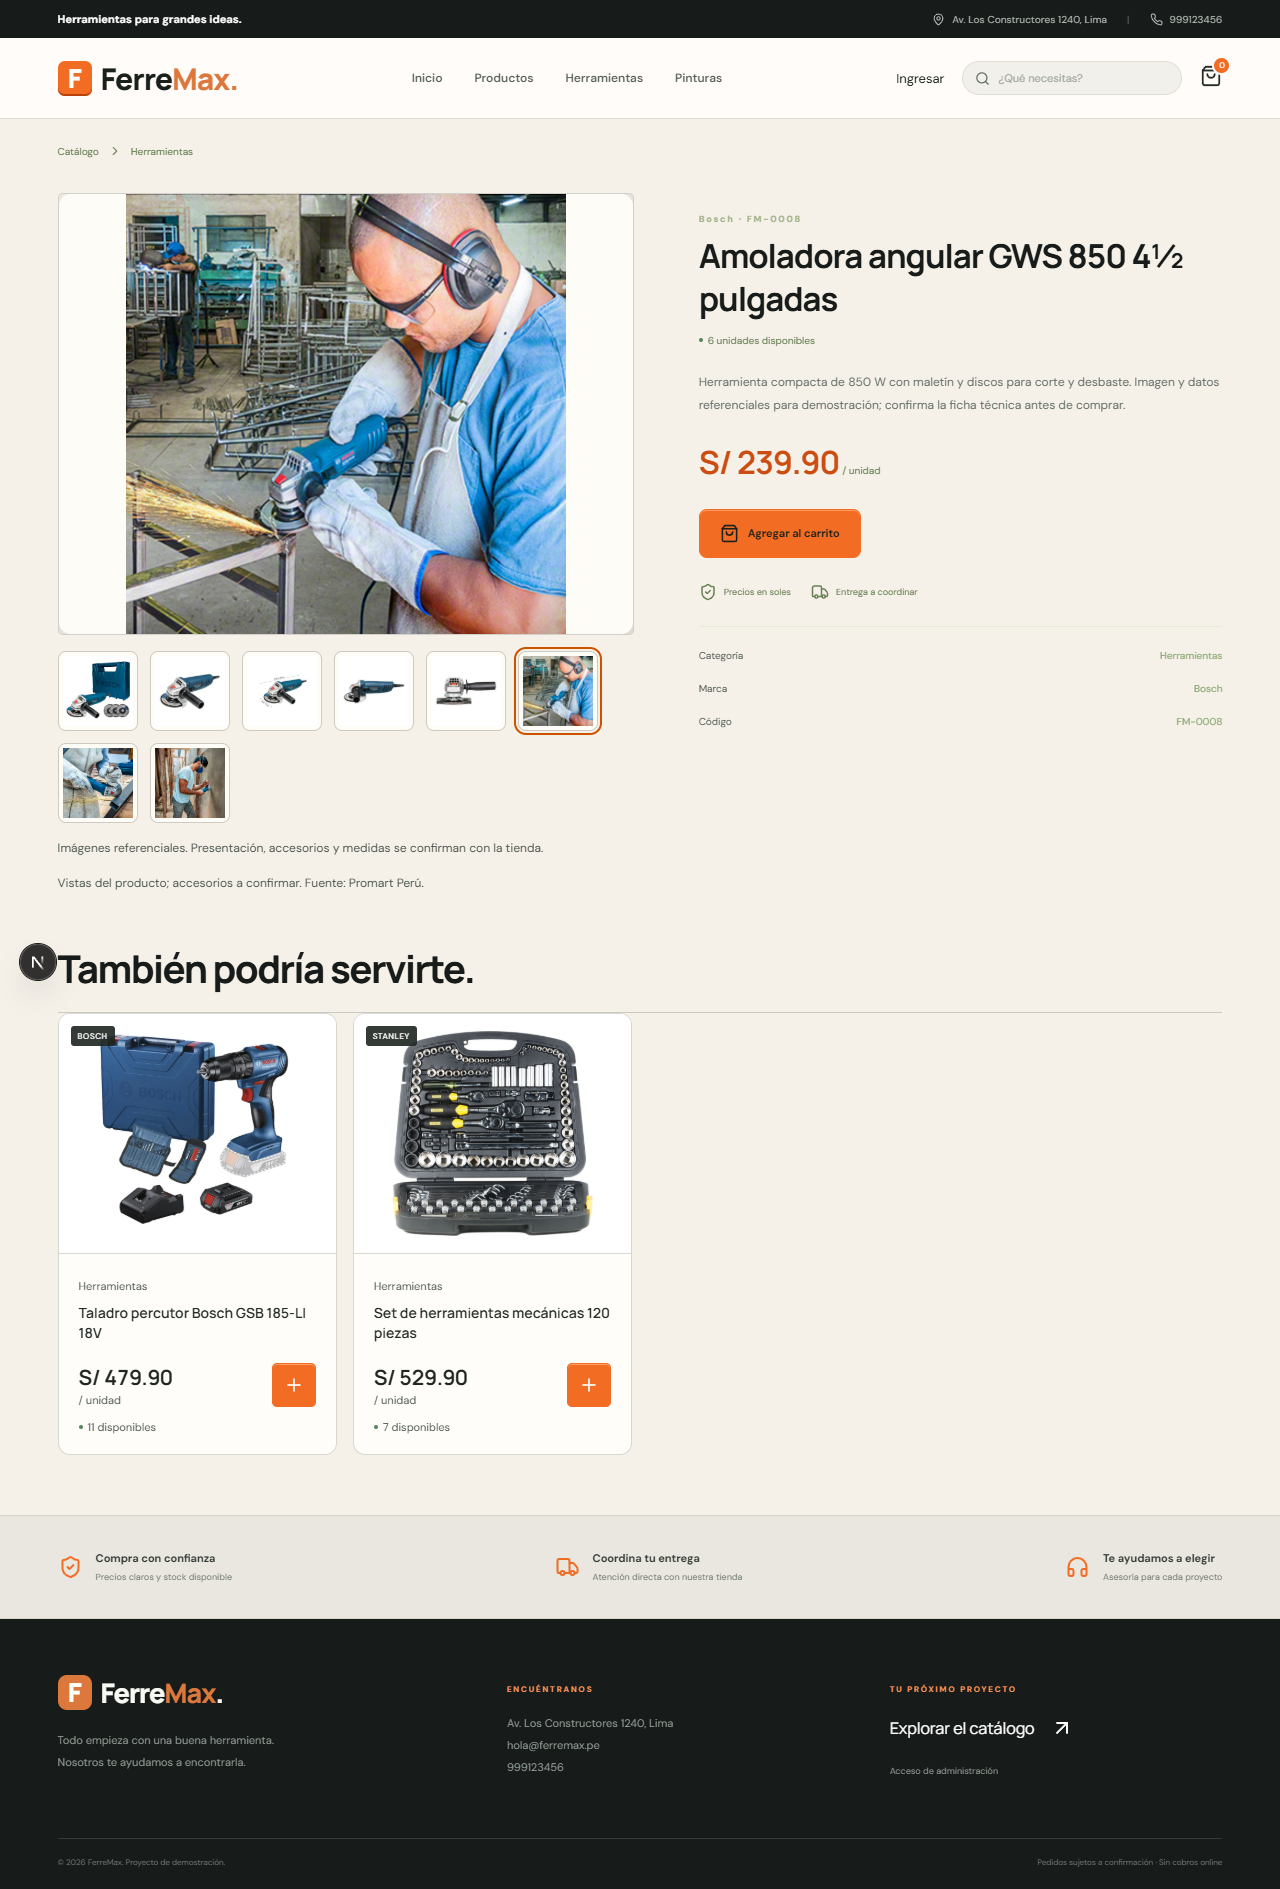 Herramientas para grandes ideas.
Av. Los Constructores 1240, Lima | 999123456
F FerreMax.
Inicio Productos Herramientas Pinturas
Ingresar
¿Qué necesitas?
0
Catálogo > Herramientas
Bosch · FM-0008
Amoladora angular GWS 850 4½
pulgadas
6 unidades disponibles
Herramienta compacta de 850 W con maletín y discos para corte y desbaste. Imagen y datos
referenciales para demostración; confirma la ficha técnica antes de comprar.
S/ 239.90 / unidad
Agregar al carrito
Precios en soles Entrega a coordinar
Categoría Herramientas
Marca Bosch
Código FM-0008
Imágenes referenciales. Presentación, accesorios y medidas se confirman con la tienda.
Vistas del producto; accesorios a confirmar. Fuente: Promart Perú.
N
También podría servirte.
BOSCH
BOSCH
Herramientas
Taladro percutor Bosch GSB 185-LI
18V
S/ 479.90
/ unidad
11 disponibles
STANLEY
Herramientas
Set de herramientas mecánicas 120
piezas
S/ 529.90
/ unidad
7 disponibles
Compra con confianza
Precios claros y stock disponible
Coordina tu entrega
Atención directa con nuestra tienda
Te ayudamos a elegir
Asesoría para cada proyecto
F FerreMax.
Todo empieza con una buena herramienta.
Nosotros te ayudamos a encontrarla.
ENCUÉNTRANOS
Av. Los Constructores 1240, Lima
hola@ferremax.pe
999123456
TU PRÓXIMO PROYECTO
Explorar el catálogo
Acceso de administración
© 2026 FerreMax. Proyecto de demostración.
Pedidos sujetos a confirmación · Sin cobros online